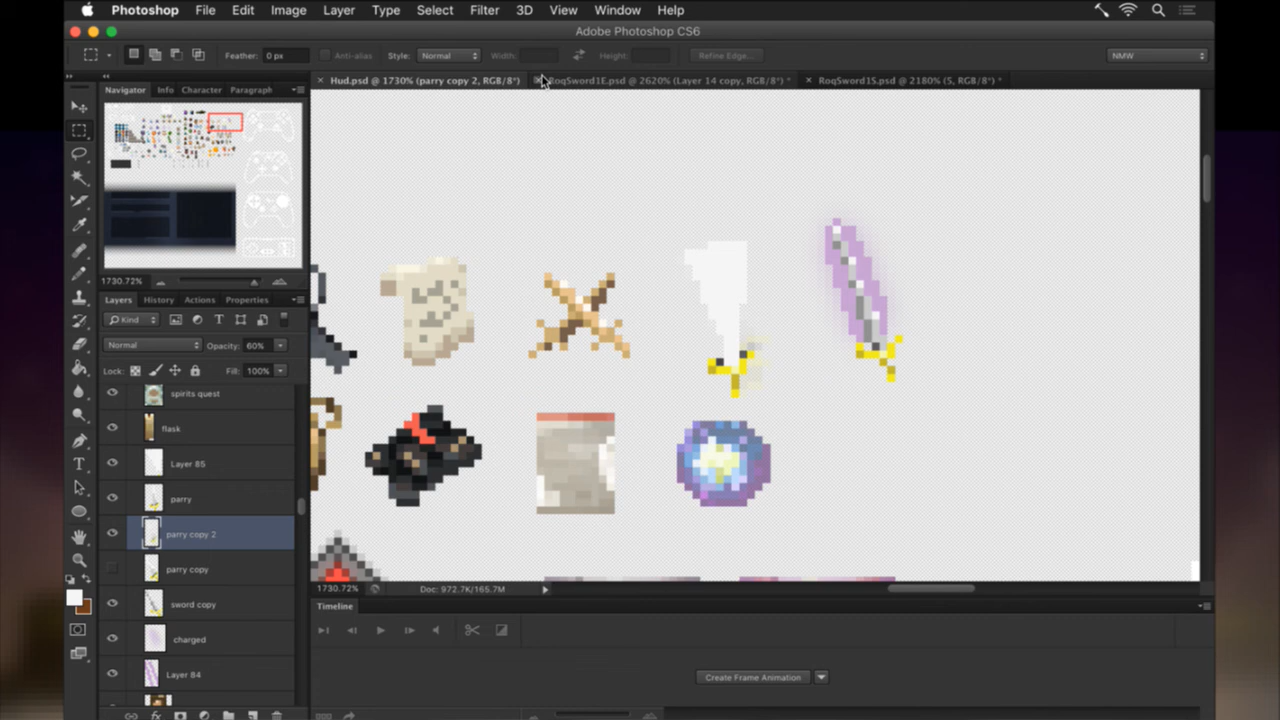 Photoshop File Edit Image Layer Type Select Filter 3D View Window Help
Adobe Photoshop CS6
Feather: 0 px Anti-alias Style: Normal Width: Height: Refine Edge... NMW
Hud.psd @ 1730% (parry copy 2, RGB/8*) RoqSword1E.psd @ 2620% (Layer 14 copy, RGB/8*) * RoqSword1S.psd @ 2180% (5, RGB/8*) *
Navigator Info Character Paragraph
1730.72%
Layers History Actions Properties
Kind
Normal Opacity: 60%
Lock: Fill: 100%
spirits quest
flask
Layer 85
parry
parry copy 2
parry copy
sword copy
charged
Layer 84
1730.72% Doc: 972.7K/165.7M
Timeline
Create Frame Animation